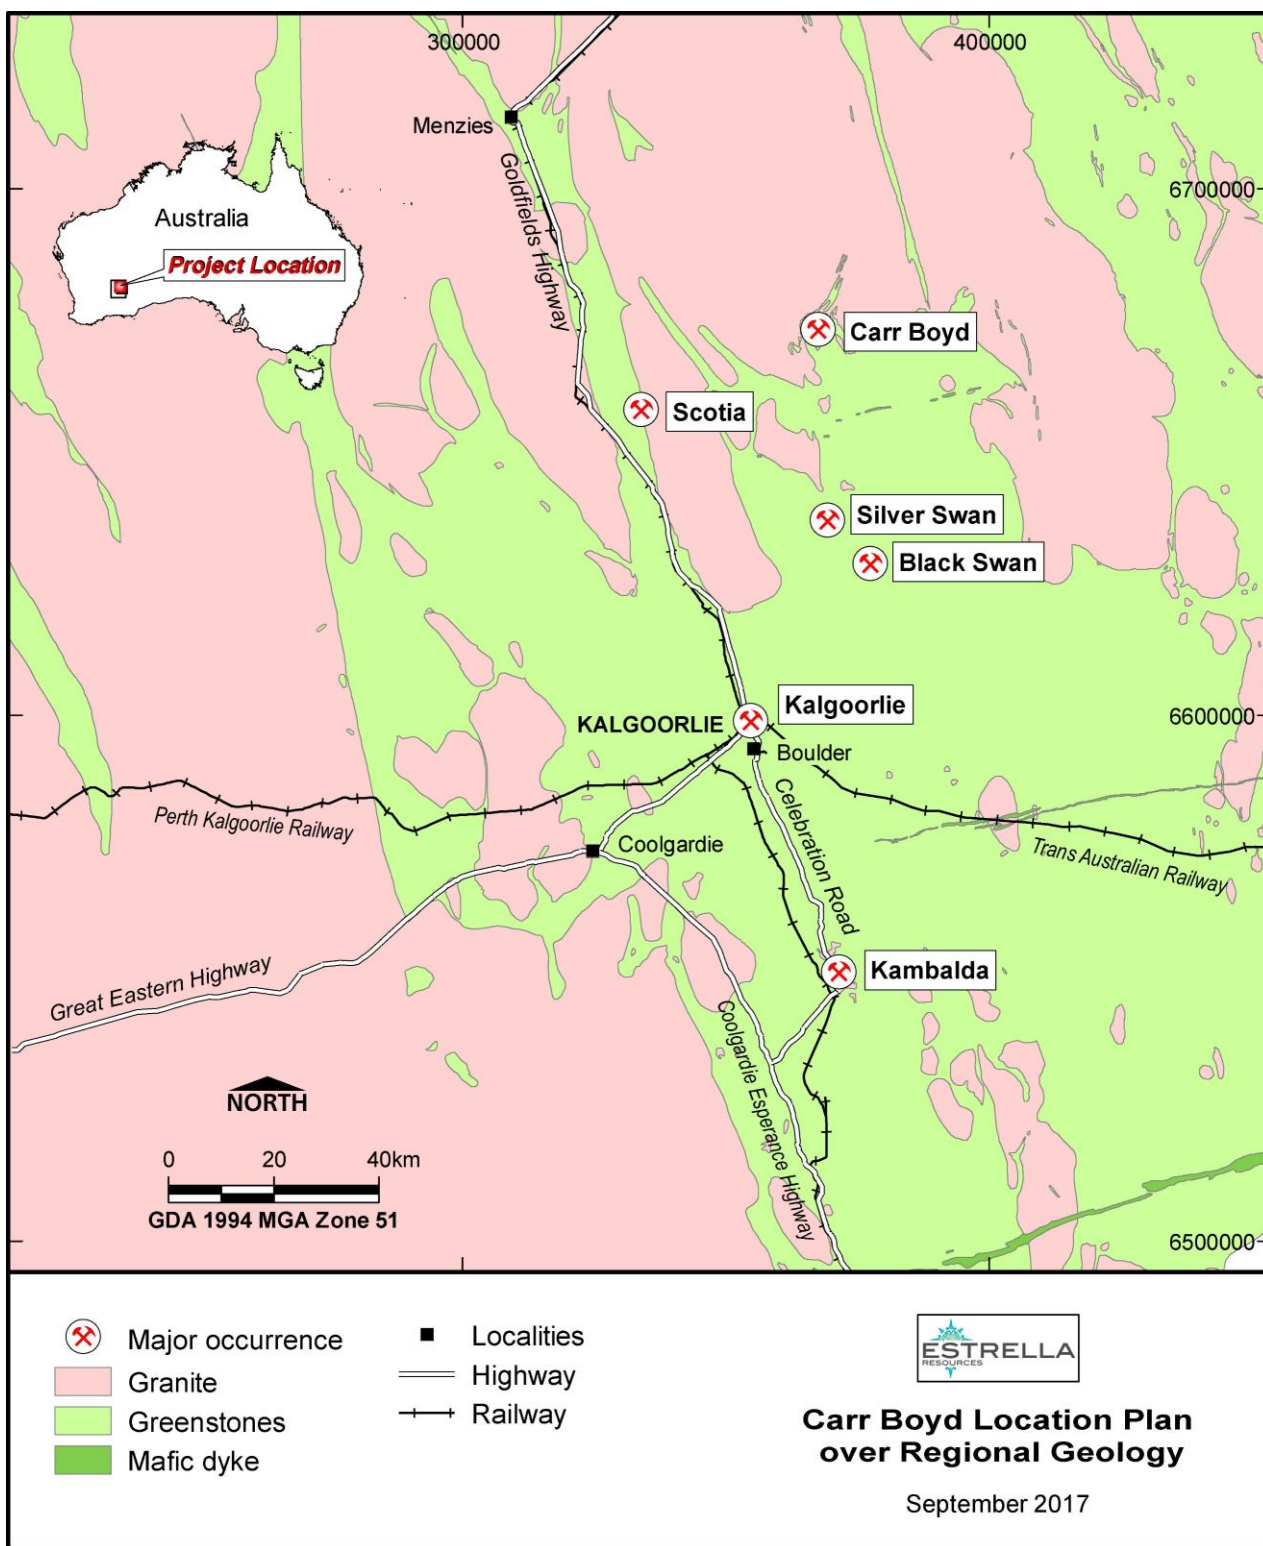 300000
400000
Menzies
Goldfields Highway
6700000
Australia
Project Location
Carr Boyd
Scotia
Silver Swan
Black Swan
Kalgoorlie
KALGOORLIE
6600000
Boulder
Perth Kalgoorlie Railway
Celebration Road
Coolgardie
Trans Australian Railway
Great Eastern Highway
Kambalda
Coolgardie Esperance Highway
NORTH
0 20 40km
GDA 1994 MGA Zone 51
6500000
Major occurrence
Granite
Greenstones
Mafic dyke
Localities
Highway
Railway
ESTRELLA
RESOURCES
Carr Boyd Location Plan
over Regional Geology
September 2017